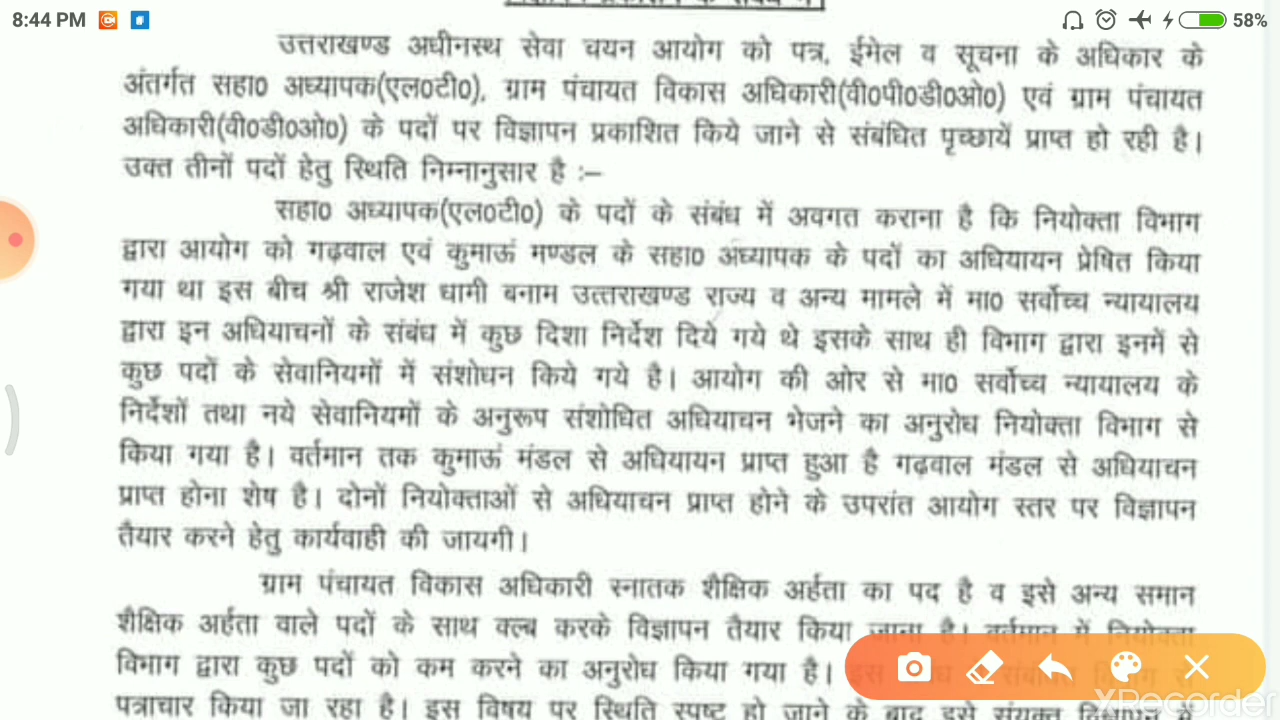 8:44 PM 58%
उत्तराखण्ड अधीनस्थ सेवा चयन आयोग को पत्र, ईमेल व सूचना के अधिकार के
अंतर्गत सहा0 अध्यापक(एल0टी0), ग्राम पंचायत विकास अधिकारी(वी0पी0डी0ओ0) एवं ग्राम पंचायत
अधिकारी(वी0डी0ओ0) के पदों पर विज्ञापन प्रकाशित किये जाने से संबंधित पृच्छायें प्राप्त हो रही है।
उक्त तीनों पदों हेतु स्थिति निम्नानुसार है :–
सहा0 अध्यापक(एल0टी0) के पदों के संबंध में अवगत कराना है कि नियोक्ता विभाग
द्वारा आयोग को गढ़वाल एवं कुमाऊं मण्डल के सहा0 अध्यापक के पदों का अधियायन प्रेषित किया
गया था इस बीच श्री राजेश धामी बनाम उत्तराखण्ड राज्य व अन्य मामले में मा0 सर्वोच्च न्यायालय
द्वारा इन अधियाचनों के संबंध में कुछ दिशा निर्देश दिये गये थे इसके साथ ही विभाग द्वारा इनमें से
कुछ पदों के सेवानियमों में संशोधन किये गये है। आयोग की ओर से मा0 सर्वोच्च न्यायालय के
निर्देशों तथा नये सेवानियमों के अनुरूप संशोधित अधियाचन भेजने का अनुरोध नियोक्ता विभाग से
किया गया है। वर्तमान तक कुमाऊं मंडल से अधियायन प्राप्त हुआ है गढ़वाल मंडल से अधियाचन
प्राप्त होना शेष है। दोनों नियोक्ताओं से अधियाचन प्राप्त होने के उपरांत आयोग स्तर पर विज्ञापन
तैयार करने हेतु कार्यवाही की जायगी।
ग्राम पंचायत विकास अधिकारी स्नातक शैक्षिक अर्हता का पद है व इसे अन्य समान
शैक्षिक अर्हता वाले पदों के साथ क्ल्ब करके विज्ञापन तैयार किया जाना है। वर्तमान में नियोक्ता
विभाग द्वारा कुछ पदों को कम करने का अनुरोध किया गया है। इस
पत्राचार किया जा रहा है। इस विषय पर स्थिति स्पष्ट हो जाने के बाद इसे संयुक्त
XRecorder